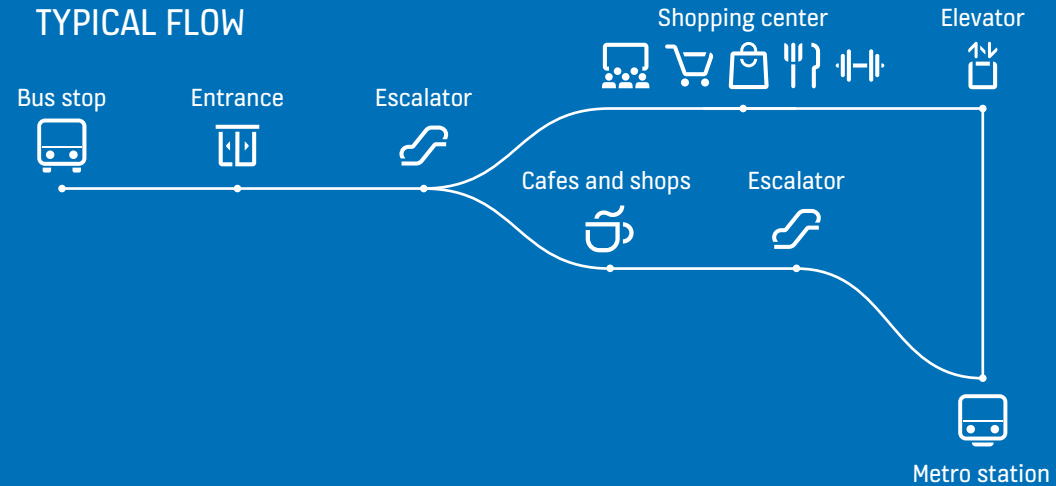 TYPICAL FLOW
Shopping center
Elevator
Bus stop
Entrance
Escalator
Cafes and shops
Escalator
Metro station